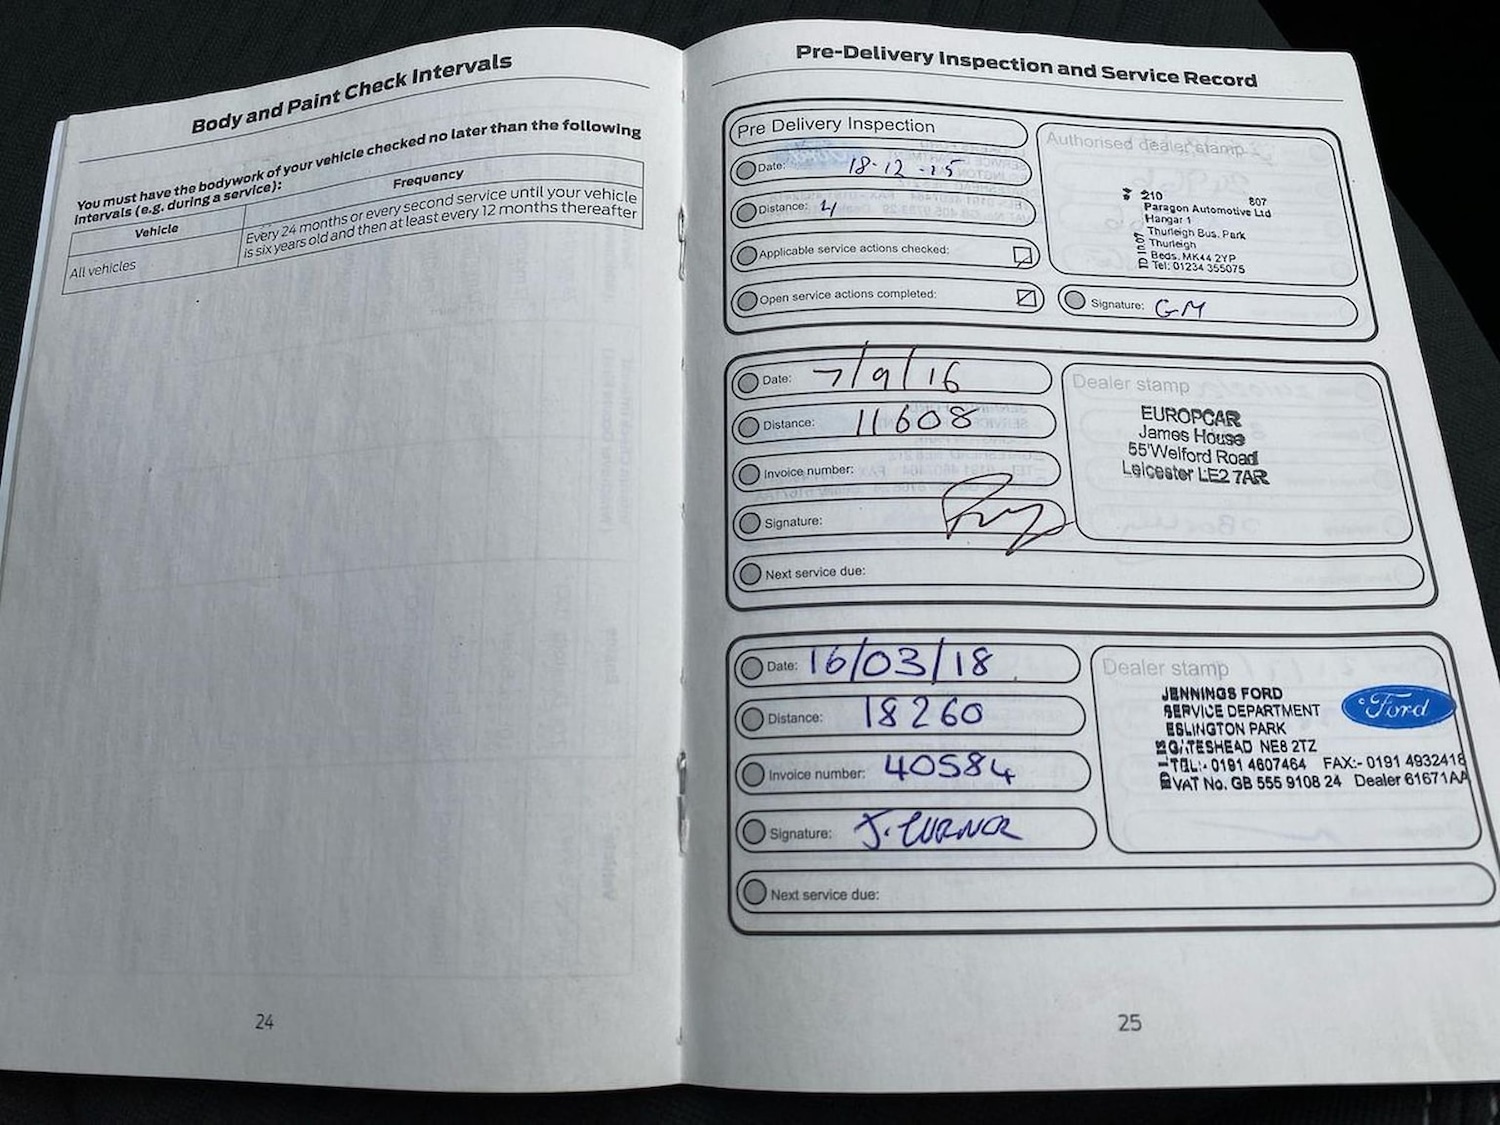 Body and Paint Check Intervals
You must have the bodywork of your vehicle checked no later than the following
intervals (e.g. during a service):
Vehicle
Frequency
All vehicles
Every 24 months or every second service until your vehicle
is six years old and then at least every 12 months thereafter
24
Pre-Delivery Inspection and Service Record
Pre Delivery Inspection
Date: 18-12-15
Distance: 4
Applicable service actions checked:
Open service actions completed:
Authorised dealer stamp
210 807
Paragon Automotive Ltd
Hangar 1
Thurleigh Bus. Park
Thurleigh
Beds. MK44 2YP
Tel: 01234 355075
Signature: GM
Date: 7/9/16
Distance: 11608
Invoice number:
Signature:
Next service due:
Dealer stamp
EUROPCAR
James House
55 Welford Road
Leicester LE2 7AR
Date: 16/03/18
Distance: 18260
Invoice number: 40584
Signature: J. TURNER
Next service due:
Dealer stamp
JENNINGS FORD
SERVICE DEPARTMENT
ESLINGTON PARK
GATESHEAD NE8 2TZ
TEL:- 0191 4607464 FAX:- 0191 4932418
VAT No. GB 555 9108 24 Dealer 61671AA
Ford
25